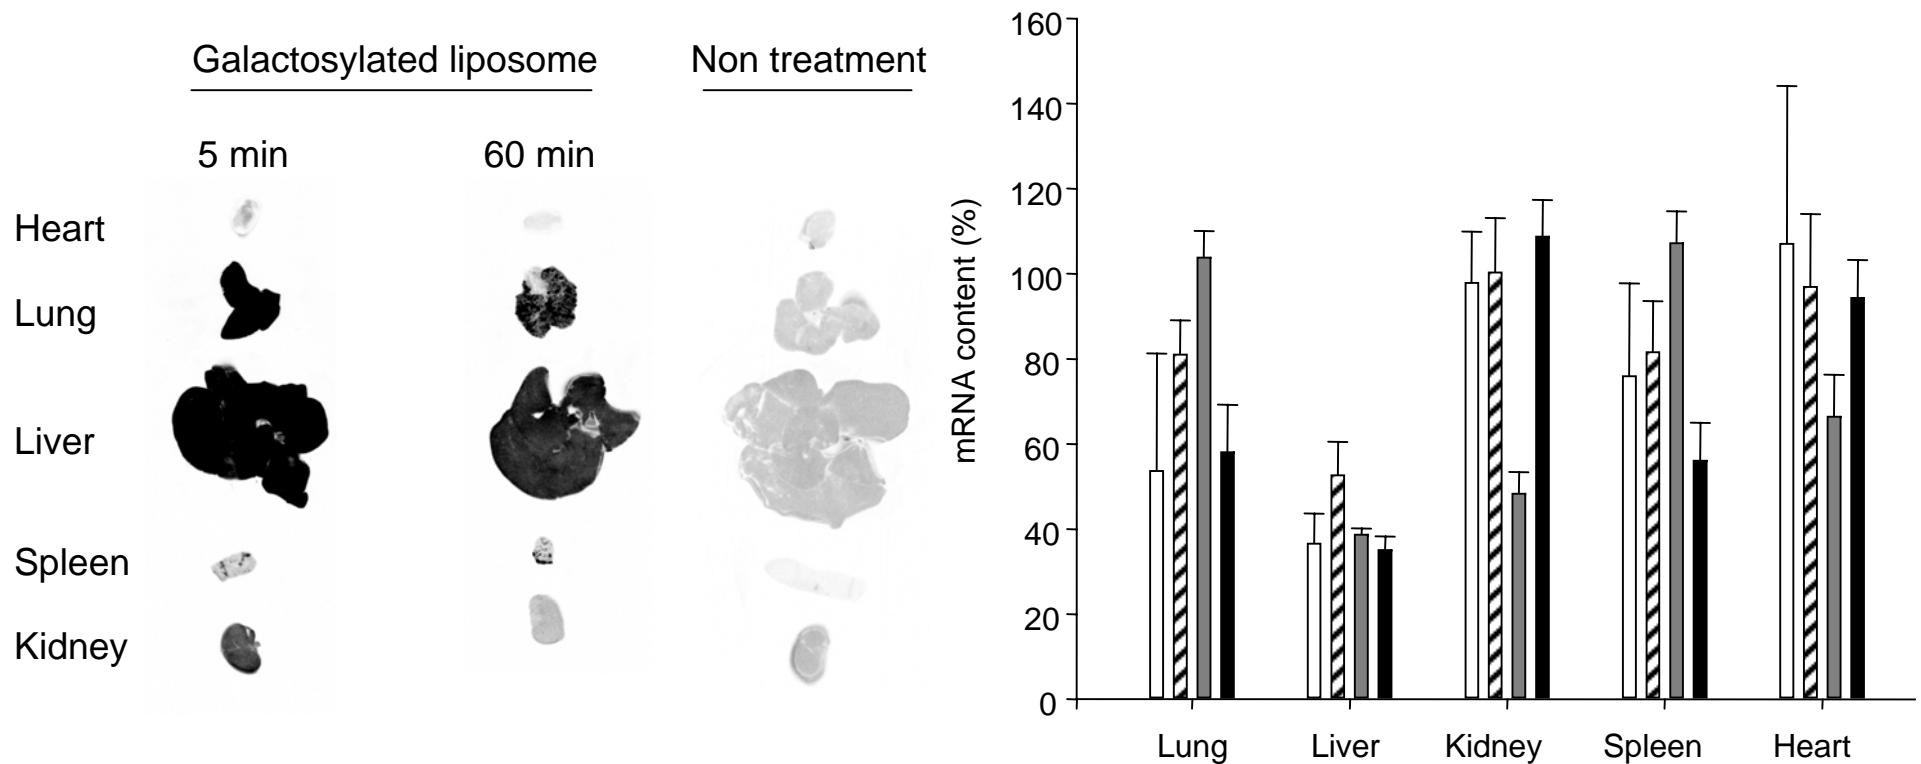 Galactosylated liposome
Non treatment
5 min
60 min
Heart
Lung
Liver
Spleen
Kidney
mRNA content (%)
160
140
120
100
80
60
40
20
0
Lung
Liver
Kidney
Spleen
Heart